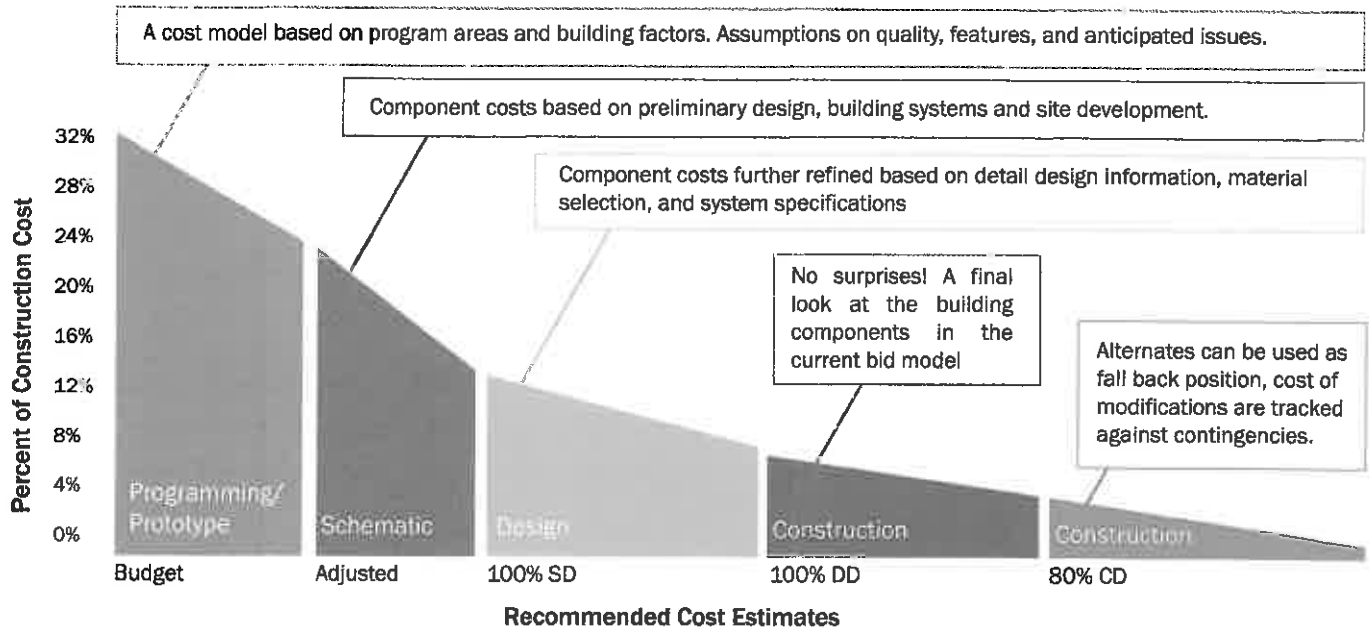 A cost model based on program areas and building factors. Assumptions on quality, features, and anticipated issues.
Component costs based on preliminary design, building systems and site development.
Component costs further refined based on detail design information, material
selection, and system specifications
No surprises! A final
look at the building
components in the
current bid model
Alternates can be used as
fall back position, cost of
modifications are tracked
against contingencies.
Percent of Construction Cost
32%
28%
24%
20%
16%
12%
8%
4%
0%
Programming/
Prototype
Schematic
Design
Construction
Construction
Budget
Adjusted
100% SD
100% DD
80% CD
Recommended Cost Estimates